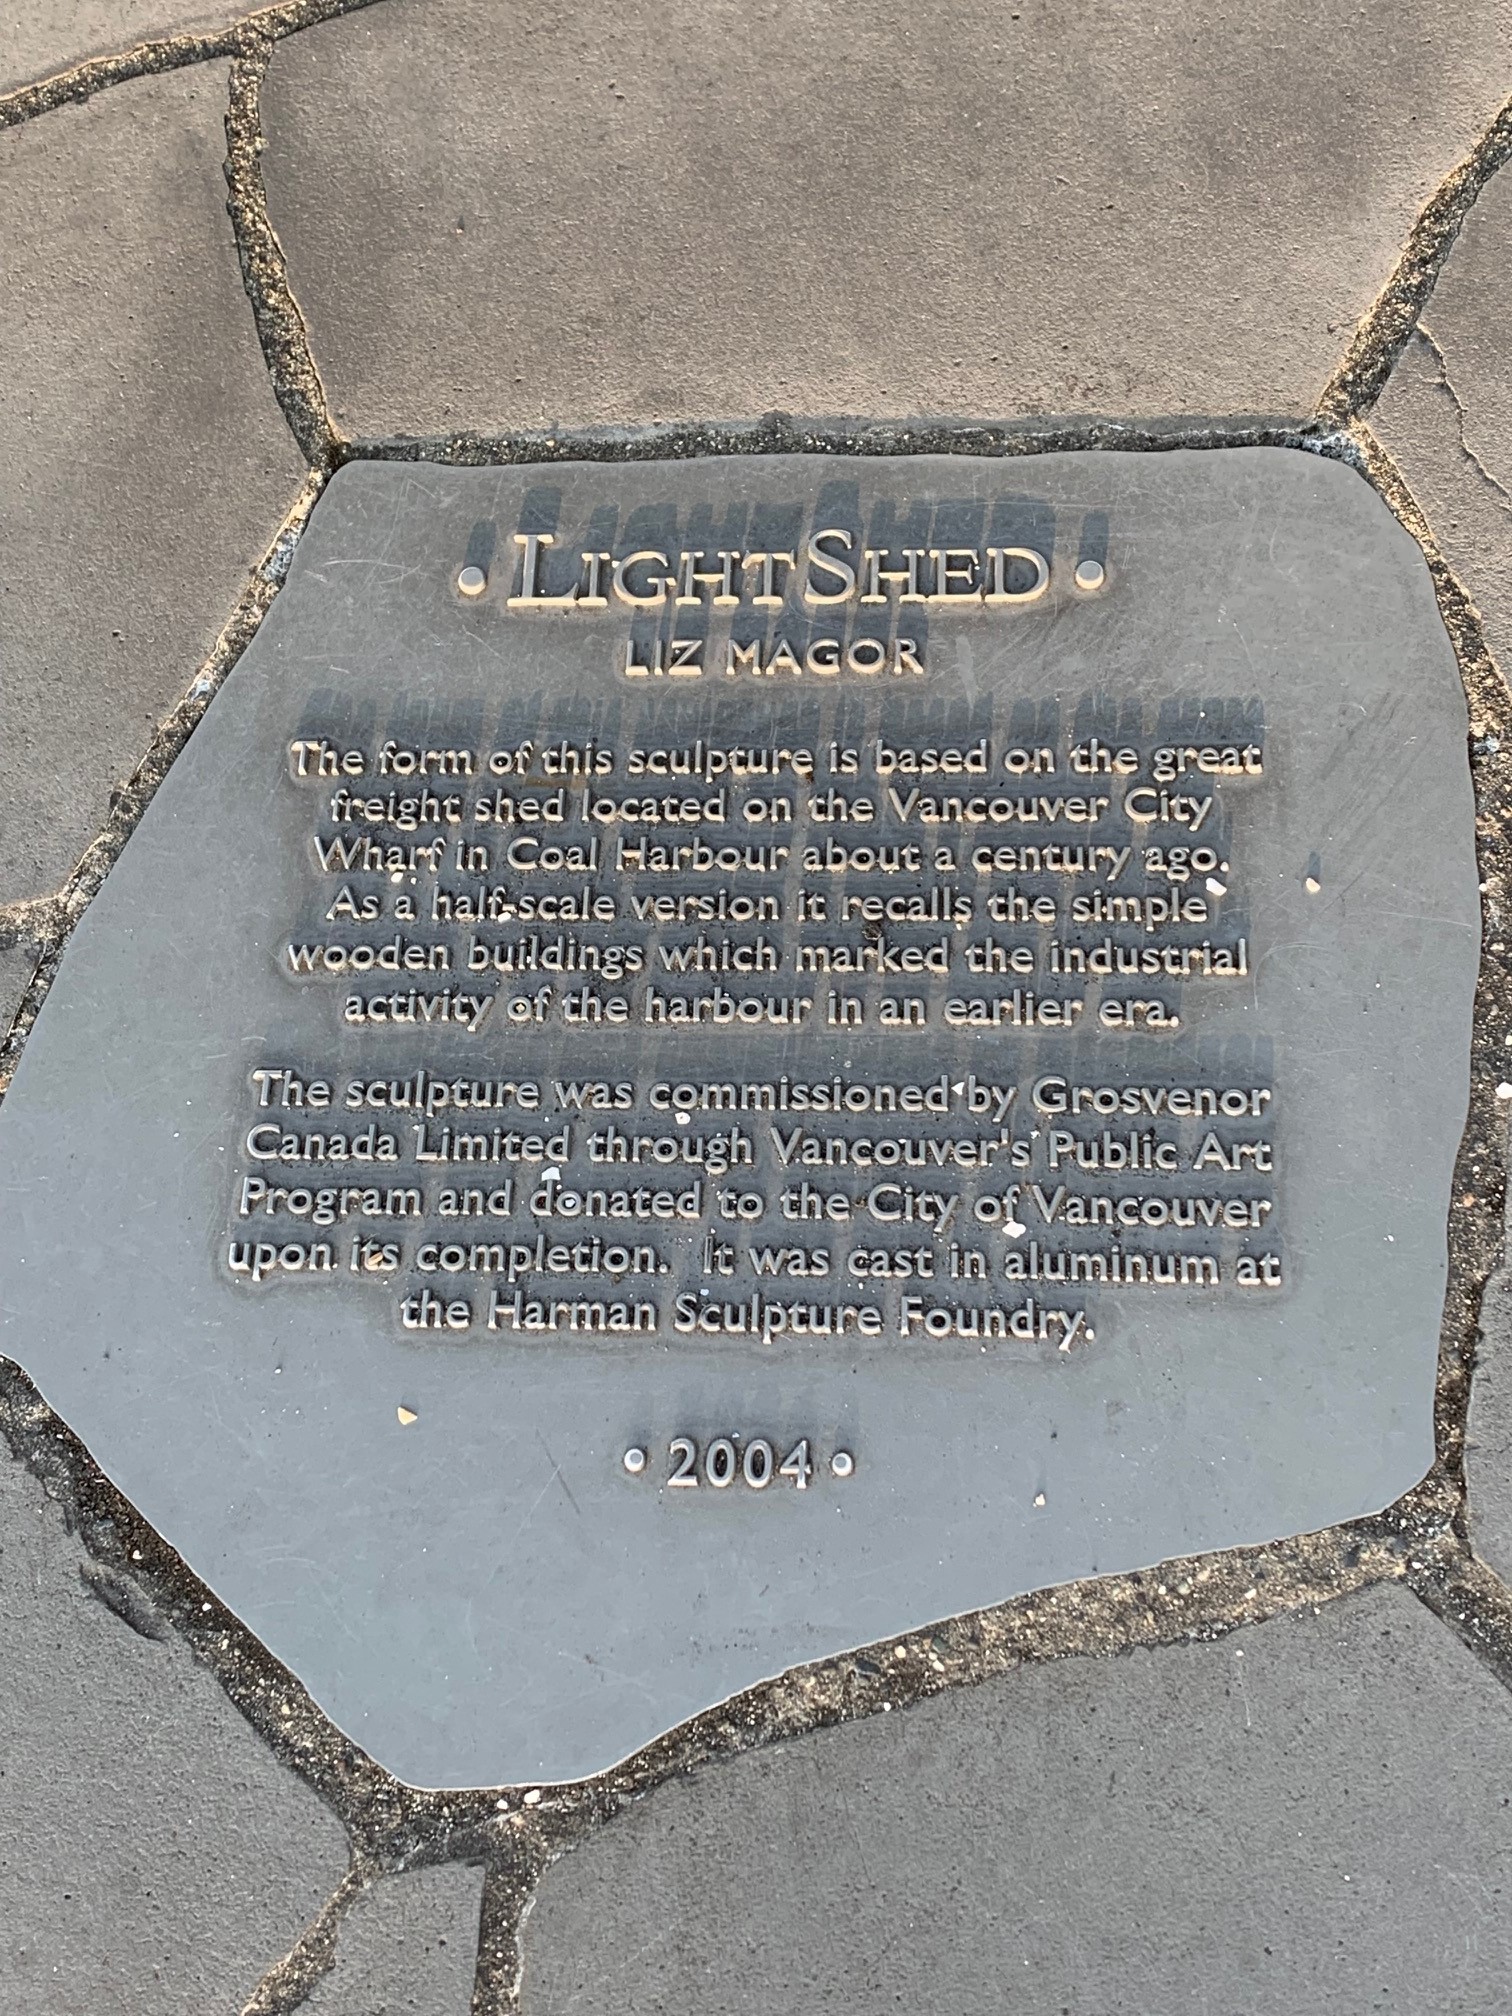 • LIGHTSHED •
LIZ MAGOR
The form of this sculpture is based on the great
freight shed located on the Vancouver City
Wharf in Coal Harbour about a century ago.
As a half-scale version it recalls the simple
wooden buildings which marked the industrial
activity of the harbour in an earlier era.
The sculpture was commissioned by Grosvenor
Canada Limited through Vancouver's Public Art
Program and donated to the City of Vancouver
upon its completion. It was cast in aluminum at
the Harman Sculpture Foundry.
• 2004 •